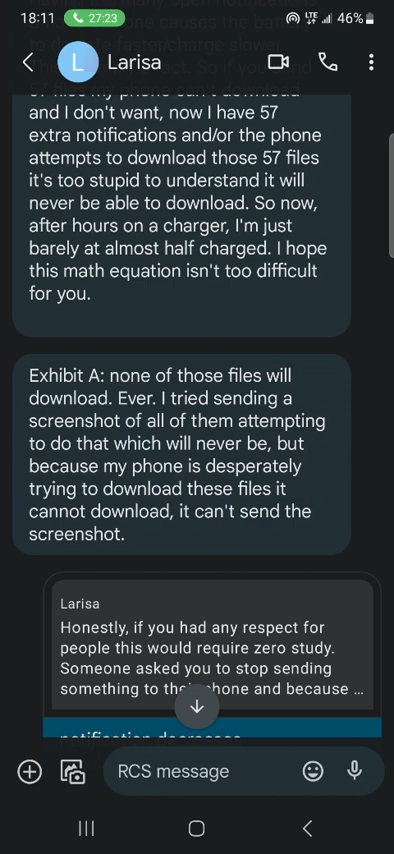 18:11 27:23 LTE 46%
L Larisa
and I don't want, now I have 57
extra notifications and/or the phone
attempts to download those 57 files
it's too stupid to understand it will
never be able to download. So now,
after hours on a charger, I'm just
barely at almost half charged. I hope
this math equation isn't too difficult
for you.
Exhibit A: none of those files will
download. Ever. I tried sending a
screenshot of all of them attempting
to do that which will never be, but
because my phone is desperately
trying to download these files it
cannot download, it can't send the
screenshot.
Larisa
Honestly, if you had any respect for
people this would require zero study.
Someone asked you to stop sending
something to their phone and because ...
notification decreases
RCS message